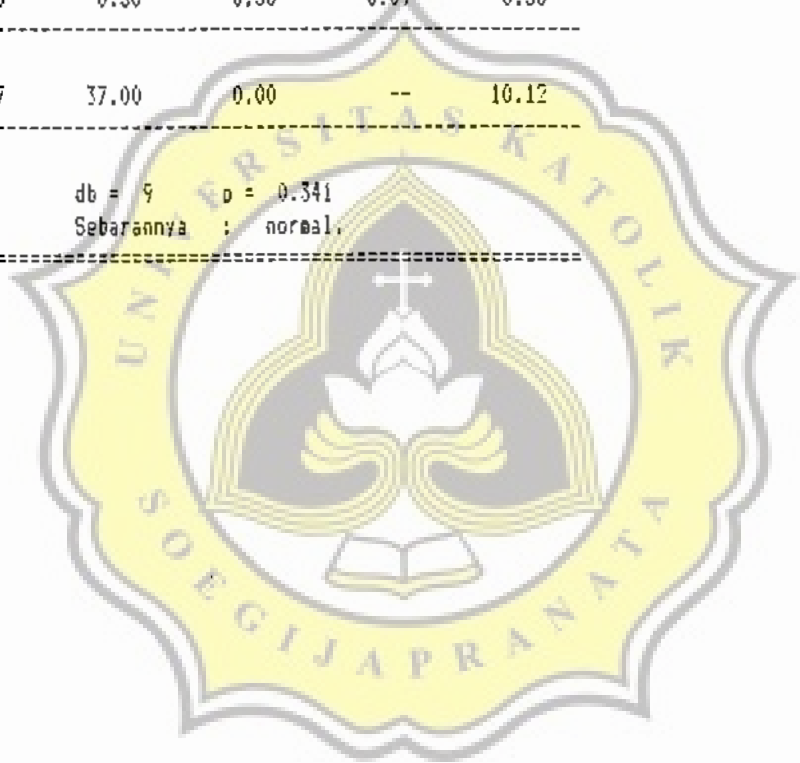 37.00 0.00 -- 10.12
db = 9 p = 0.341
Sebarannya : normal.
UNIVERSITAS KATOLIK
SOEGIJAPRANATA